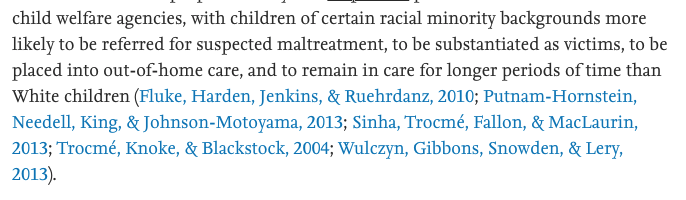 child welfare agencies, with children of certain racial minority backgrounds more
likely to be referred for suspected maltreatment, to be substantiated as victims, to be
placed into out-of-home care, and to remain in care for longer periods of time than
White children (Fluke, Harden, Jenkins, & Ruehrdanz, 2010; Putnam-Hornstein,
Needell, King, & Johnson-Motoyama, 2013; Sinha, Trocmé, Fallon, & MacLaurin,
2013; Trocmé, Knoke, & Blackstock, 2004; Wulczyn, Gibbons, Snowden, & Lery,
2013).